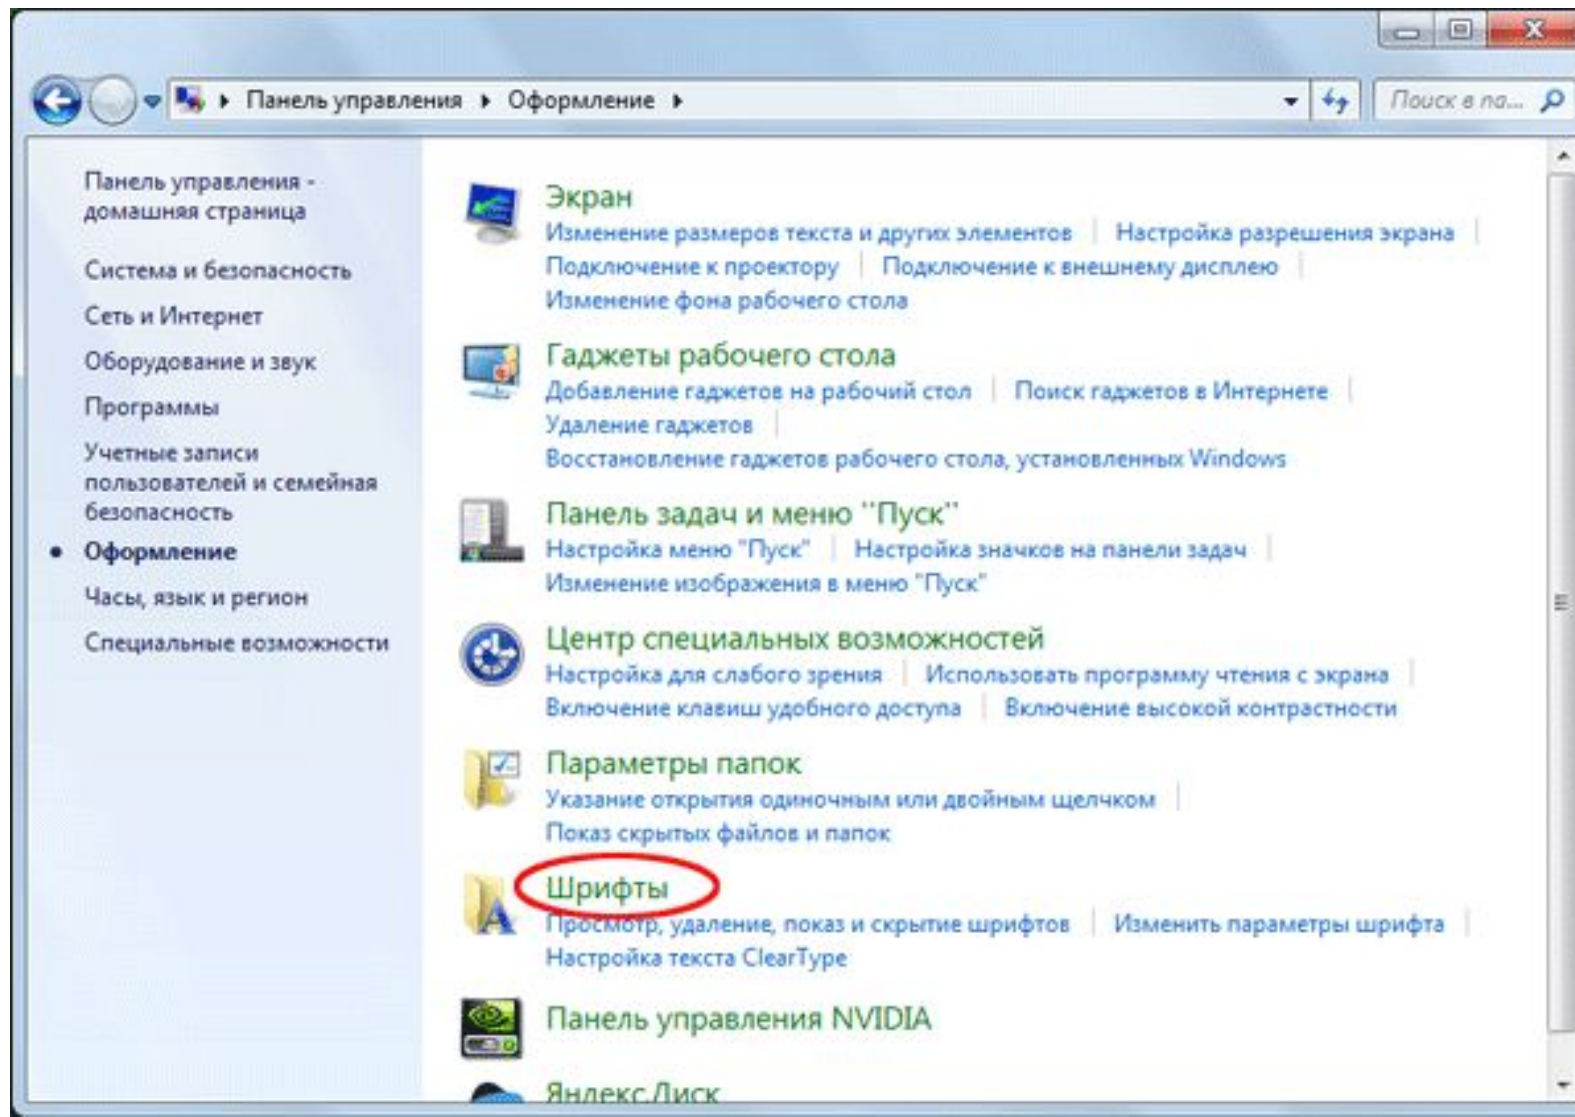 Панель управления ▸ Оформление ▸
Поиск в па...
Панель управления -
домашняя страница
Система и безопасность
Сеть и Интернет
Оборудование и звук
Программы
Учетные записи
пользователей и семейная
безопасность
Оформление
Часы, язык и регион
Специальные возможности
Экран
Изменение размеров текста и других элементов | Настройка разрешения экрана
Подключение к проектору | Подключение к внешнему дисплею
Изменение фона рабочего стола
Гаджеты рабочего стола
Добавление гаджетов на рабочий стол | Поиск гаджетов в Интернете
Удаление гаджетов
Восстановление гаджетов рабочего стола, установленных Windows
Панель задач и меню "Пуск"
Настройка меню "Пуск" | Настройка значков на панели задач
Изменение изображения в меню "Пуск"
Центр специальных возможностей
Настройка для слабого зрения | Использовать программу чтения с экрана
Включение клавиш удобного доступа | Включение высокой контрастности
Параметры папок
Указание открытия одиночным или двойным щелчком
Показ скрытых файлов и папок
Шрифты
Просмотр, удаление, показ и скрытие шрифтов | Изменить параметры шрифта
Настройка текста ClearType
Панель управления NVIDIA
Яндекс.Диск